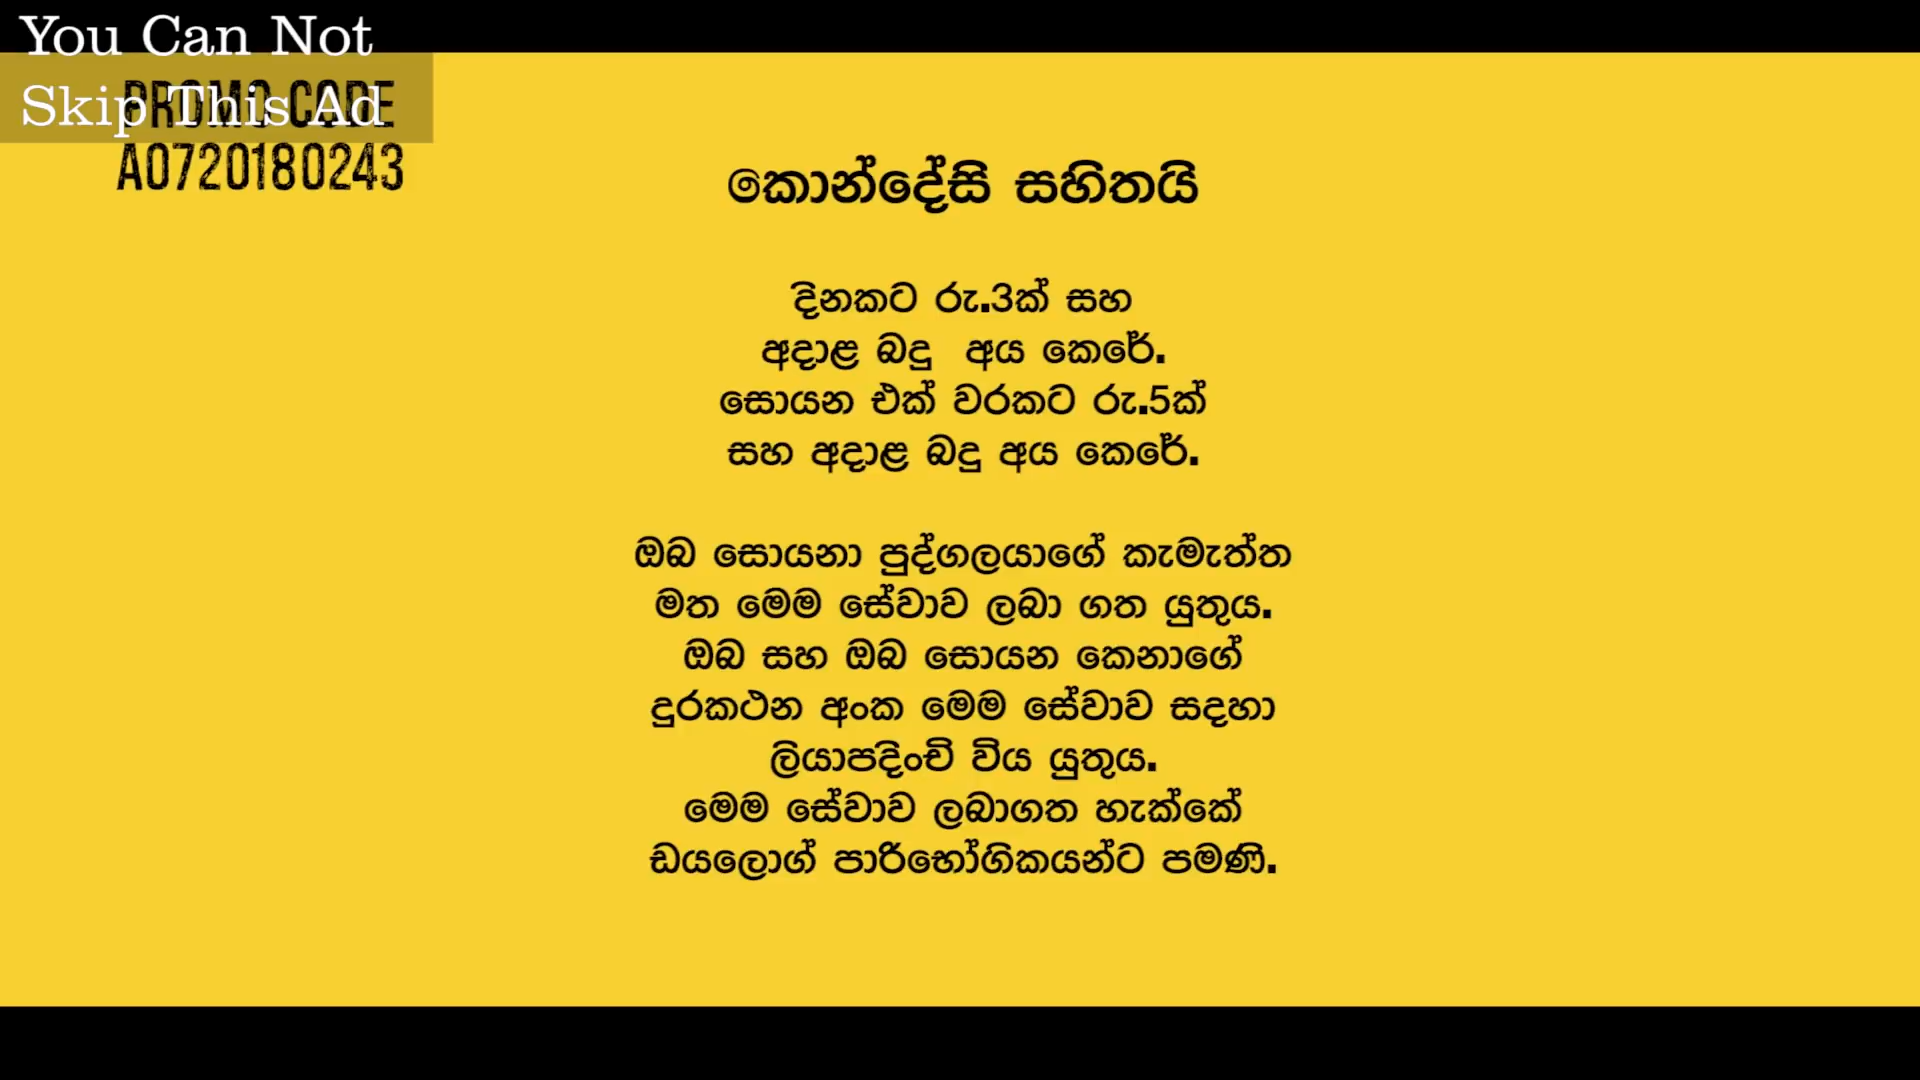 You Can Not
Skip This Ad
PROMO CODE
A0720180243
කොන්දේසි සහිතයි
දිනකට රු.3ක් සහ
අදාළ බදු අය කෙරේ.
සොයන එක් වරකට රු.5ක්
සහ අදාළ බදු අය කෙරේ.
ඔබ සොයනා පුද්ගලයාගේ කැමැත්ත
මත මෙම සේවාව ලබා ගත යුතුය.
ඔබ සහ ඔබ සොයන කෙනාගේ
දුරකථන අංක මෙම සේවාව සදහා
ලියාපදිංචි විය යුතුය.
මෙම සේවාව ලබාගත හැක්කේ
ඩයලොග් පාරිභෝගිකයන්ට පමණි.